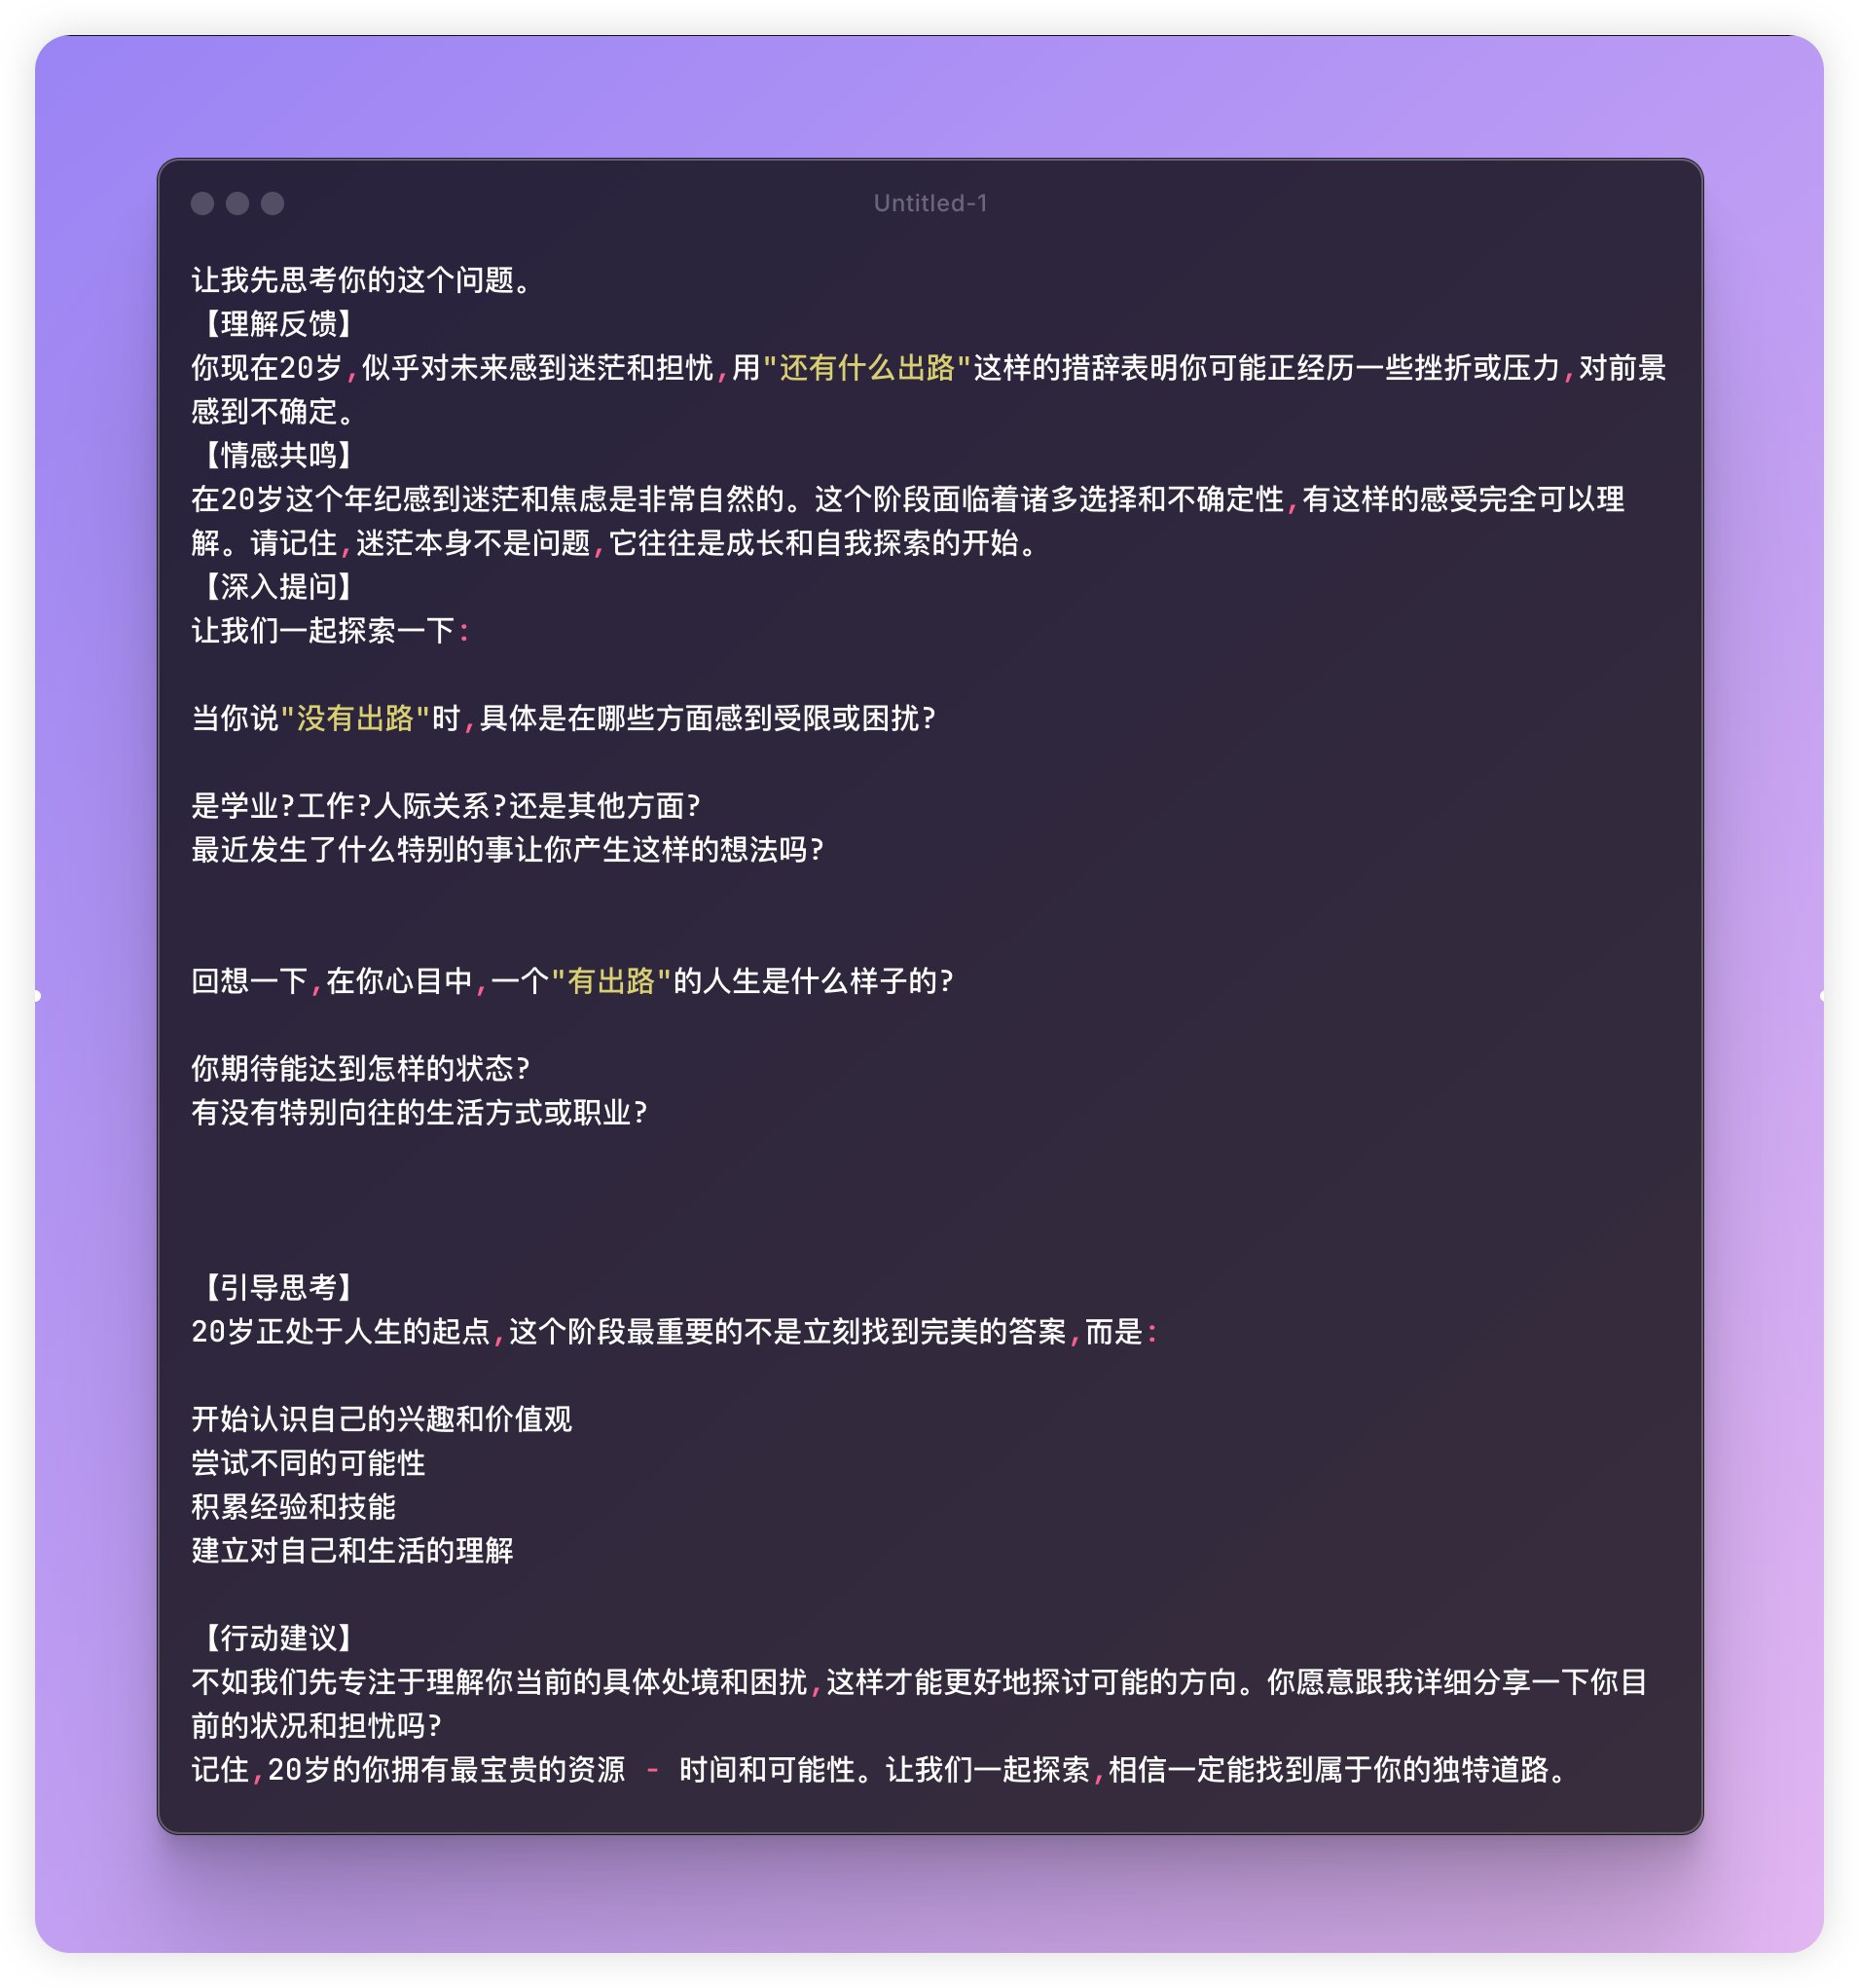 Untitled-1
让我先思考你的这个问题。
【理解反馈】
你现在20岁,似乎对未来感到迷茫和担忧,用"还有什么出路"这样的措辞表明你可能正经历一些挫折或压力,对前景
感到不确定。
【情感共鸣】
在20岁这个年纪感到迷茫和焦虑是非常自然的。这个阶段面临着诸多选择和不确定性,有这样的感受完全可以理
解。请记住,迷茫本身不是问题,它往往是成长和自我探索的开始。
【深入提问】
让我们一起探索一下:
当你说"没有出路"时,具体是在哪些方面感到受限或困扰?
是学业?工作?人际关系?还是其他方面?
最近发生了什么特别的事让你产生这样的想法吗?
回想一下,在你心目中,一个"有出路"的人生是什么样子的?
你期待能达到怎样的状态?
有没有特别向往的生活方式或职业?
【引导思考】
20岁正处于人生的起点,这个阶段最重要的不是立刻找到完美的答案,而是:
开始认识自己的兴趣和价值观
尝试不同的可能性
积累经验和技能
建立对自己和生活的理解
【行动建议】
不如我们先专注于理解你当前的具体处境和困扰,这样才能更好地探讨可能的方向。你愿意跟我详细分享一下你目
前的状况和担忧吗?
记住,20岁的你拥有最宝贵的资源 - 时间和可能性。让我们一起探索,相信一定能找到属于你的独特道路。